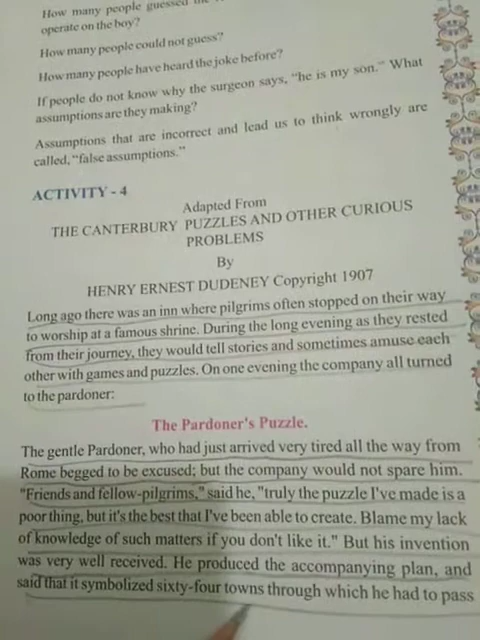 How many people guessed
operate on the boy?
How many people could not guess?
How many people have heard the joke before?
If people do not know why the surgeon says, "he is my son." What
assumptions are they making?
Assumptions that are incorrect and lead us to think wrongly are
called, "false assumptions."
ACTIVITY - 4
Adapted From
THE CANTERBURY PUZZLES AND OTHER CURIOUS
PROBLEMS
By
HENRY ERNEST DUDENEY Copyright 1907
Long ago there was an inn where pilgrims often stopped on their way
to worship at a famous shrine. During the long evening as they rested
from their journey, they would tell stories and sometimes amuse each
other with games and puzzles. On one evening the company all turned
to the pardoner:
The Pardoner's Puzzle.
The gentle Pardoner, who had just arrived very tired all the way from
Rome begged to be excused; but the company would not spare him.
"Friends and fellow-pilgrims," said he, "truly the puzzle I've made is a
poor thing, but it's the best that I've been able to create. Blame my lack
of knowledge of such matters if you don't like it." But his invention
was very well received. He produced the accompanying plan, and
said that it symbolized sixty-four towns through which he had to pass